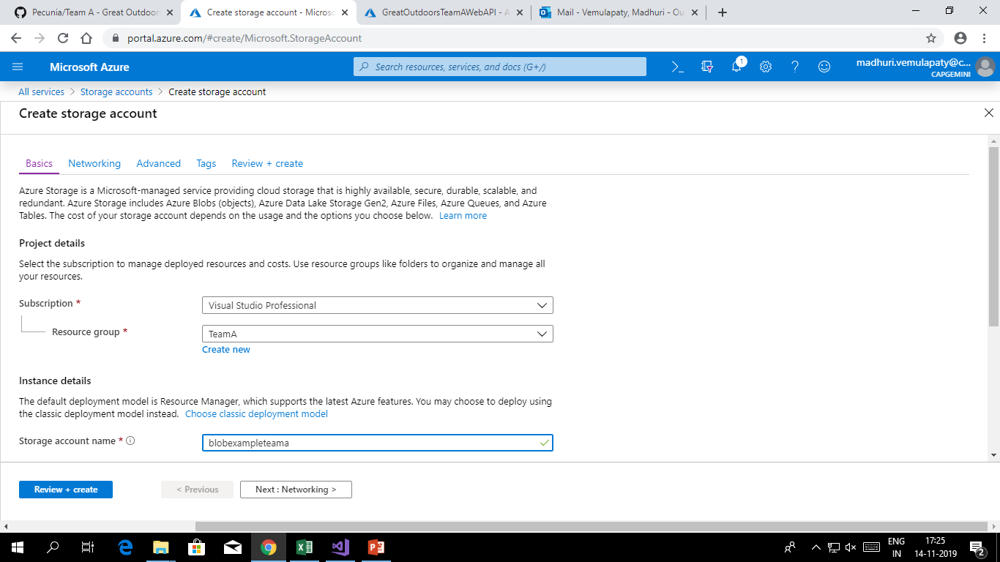 Pecunia/Team A - Great Outdoor
Create storage account - Microso
GreatOutdoorsTeamAWebAPI - A
Mail - Vemulapaty, Madhuri - Ou
portal.azure.com/#create/Microsoft.StorageAccount
Microsoft Azure
Search resources, services, and docs (G+/)
1
madhuri.vemulapaty@c...
CAPGEMINI
All services > Storage accounts > Create storage account
Create storage account
Basics Networking Advanced Tags Review + create
Azure Storage is a Microsoft-managed service providing cloud storage that is highly available, secure, durable, scalable, and
redundant. Azure Storage includes Azure Blobs (objects), Azure Data Lake Storage Gen2, Azure Files, Azure Queues, and Azure
Tables. The cost of your storage account depends on the usage and the options you choose below. Learn more
Project details
Select the subscription to manage deployed resources and costs. Use resource groups like folders to organize and manage all
your resources.
Subscription *
Visual Studio Professional
Resource group *
TeamA
Create new
Instance details
The default deployment model is Resource Manager, which supports the latest Azure features. You may choose to deploy using
the classic deployment model instead. Choose classic deployment model
Storage account name *
blobexampleteama
Review + create
< Previous
Next : Networking >
ENG
IN
17:25
14-11-2019
2